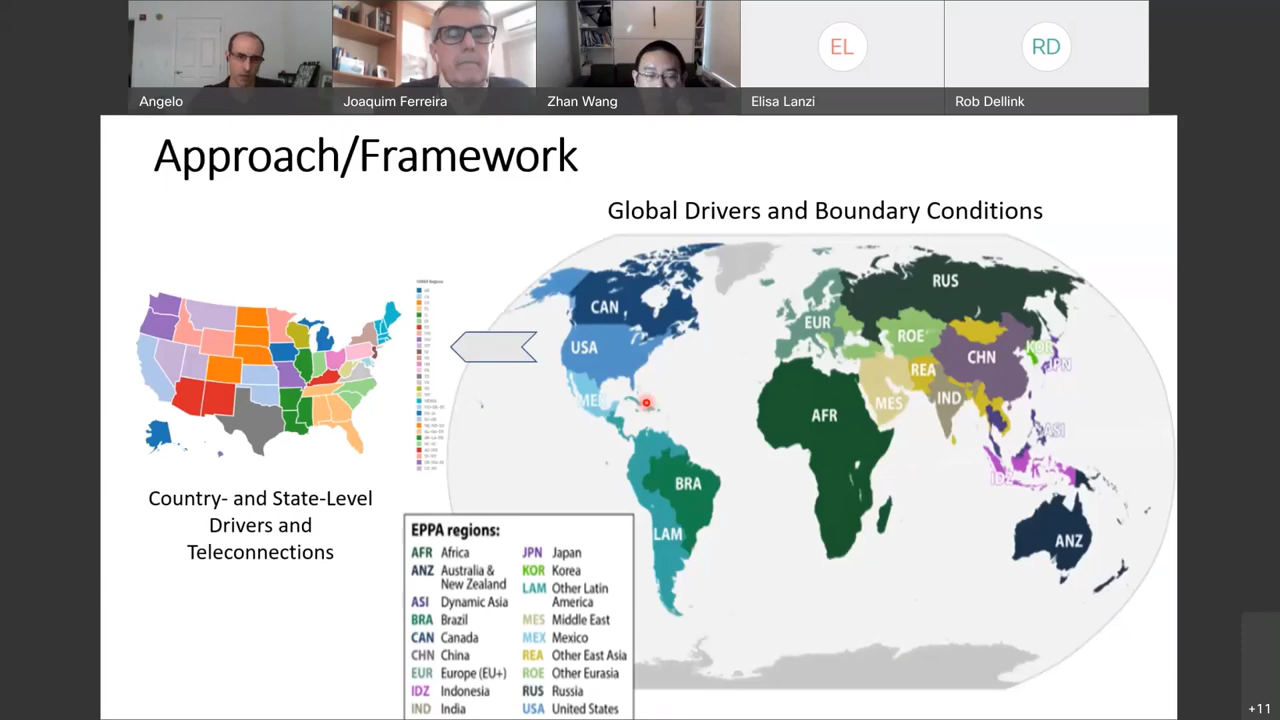 EL
RD
Angelo
Joaquim Ferreira
Zhan Wang
Elisa Lanzi
Rob Dellink
Approach/Framework
Global Drivers and Boundary Conditions
Country- and State-Level
Drivers and
Teleconnections
CAN
USA
MEX
BRA
LAM
EUR
AFR
RUS
ROE
MES
REA
CHN
IND
KOR
JPN
ASI
IDZ
ANZ
EPPA regions:
AFR Africa
ANZ Australia &
New Zealand
ASI Dynamic Asia
BRA Brazil
CAN Canada
CHN China
EUR Europe (EU+)
IDZ Indonesia
IND India
JPN Japan
KOR Korea
LAM Other Latin
America
MES Middle East
MEX Mexico
REA Other East Asia
ROE Other Eurasia
RUS Russia
USA United States
+11